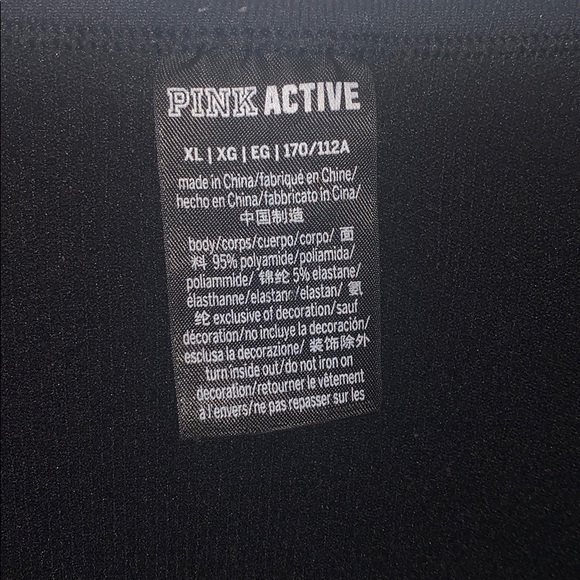 PINK ACTIVE
XL | XG | EG | 170/112A
made in China/fabriqué en Chine/
hecho en China/fabbricato in Cina/
中国制造
body/corps/cuerpo/corpo/ 面
料 95% polyamide/poliamida/
poliammide/ 锦纶 5% elastane/
élasthanne/elastano/elastan/ 氨
纶 exclusive of decoration/sauf
décoration/no incluye la decoración/
esclusa la decorazione/ 装饰除外
turn inside out/do not iron on
decoration/retourner le vêtement
à l'envers/ne pas repasser sur les